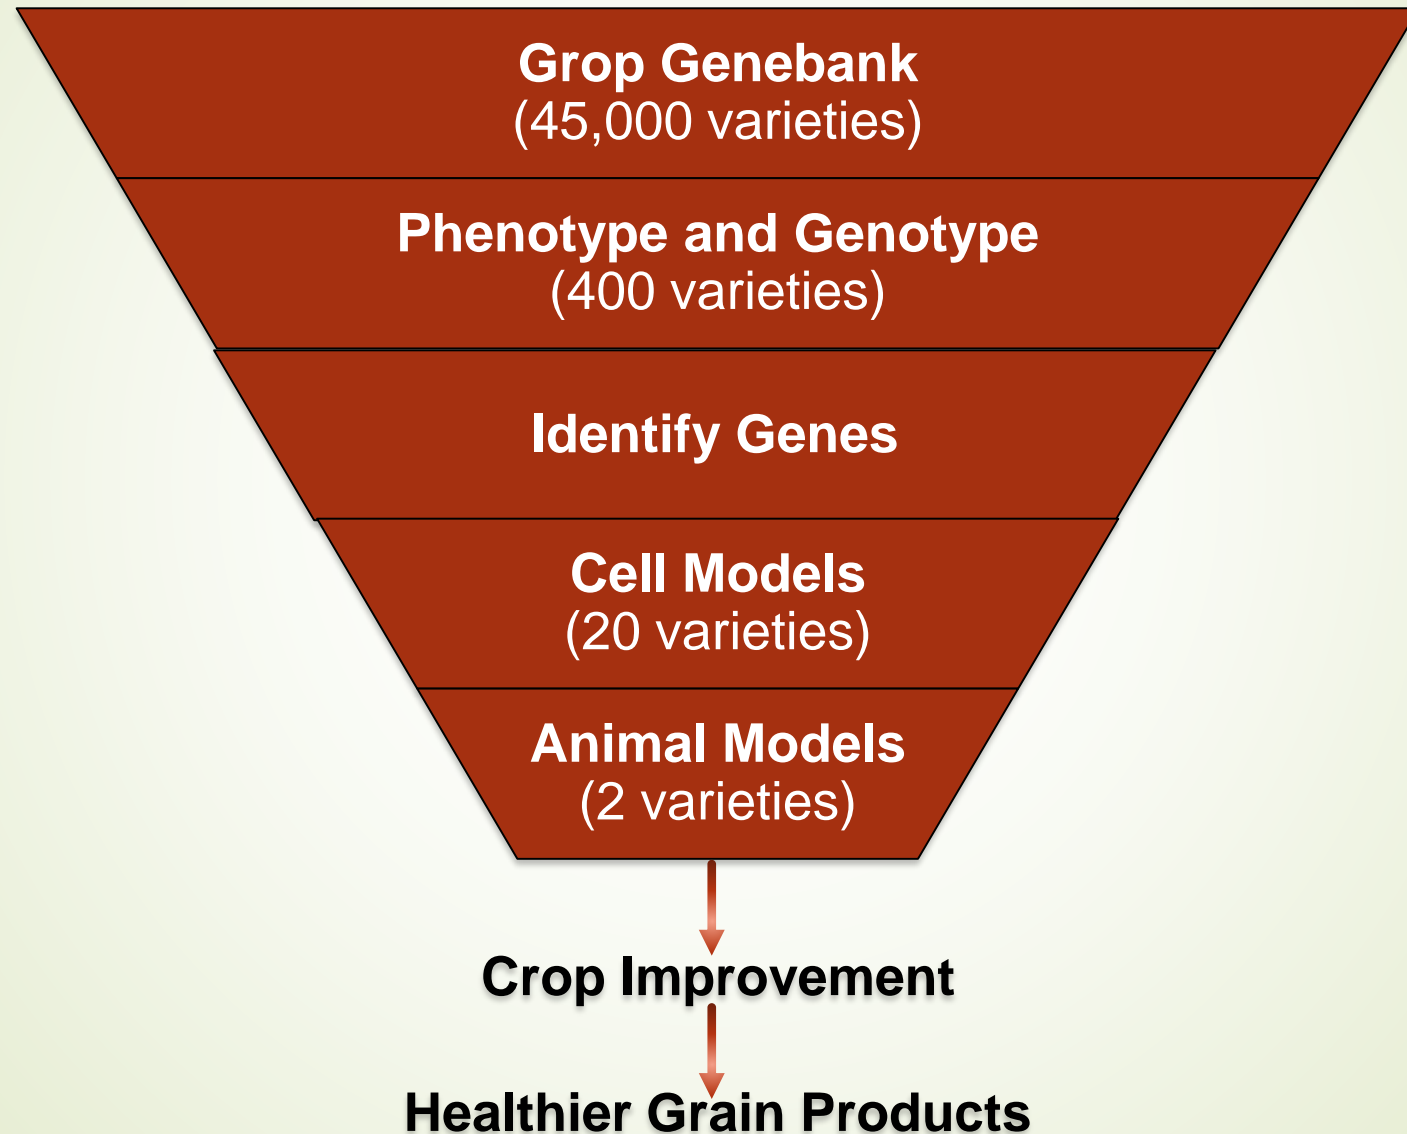 Grop Genebank
(45,000 varieties)
Phenotype and Genotype
(400 varieties)
Identify Genes
Cell Models
(20 varieties)
Animal Models
(2 varieties)
Crop Improvement
Healthier Grain Products